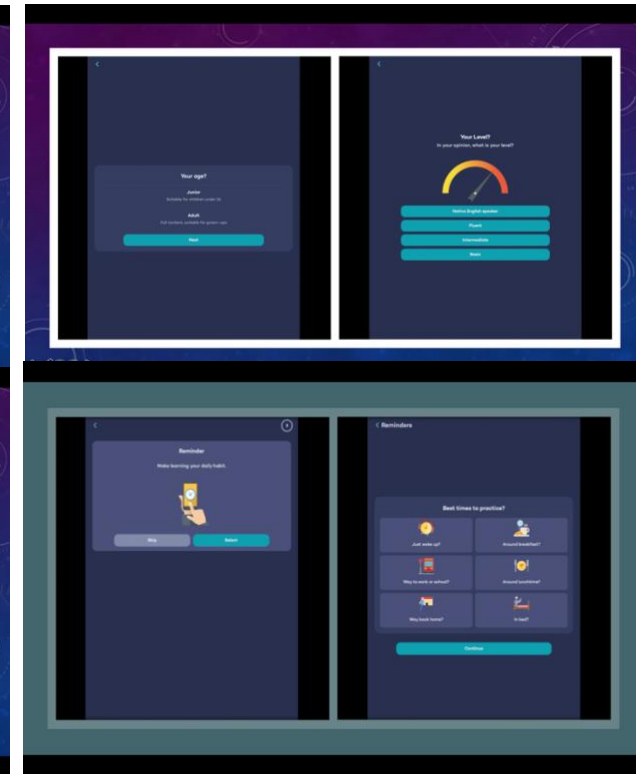 Your age?
Junior
Suitable for children under
Adult
Full content, suitable for grown-ups
Next
Your Level?
In your opinion, what is your level?
Native English speaker
Fluent
Intermediate
Basic
Reminder
Make learning your daily habit.
Skip
Select
Reminders
Best times to practise?
Just woke up?
Around breakfast?
Way to work or school?
Around lunchtime?
Way back home?
In bed?
Continue